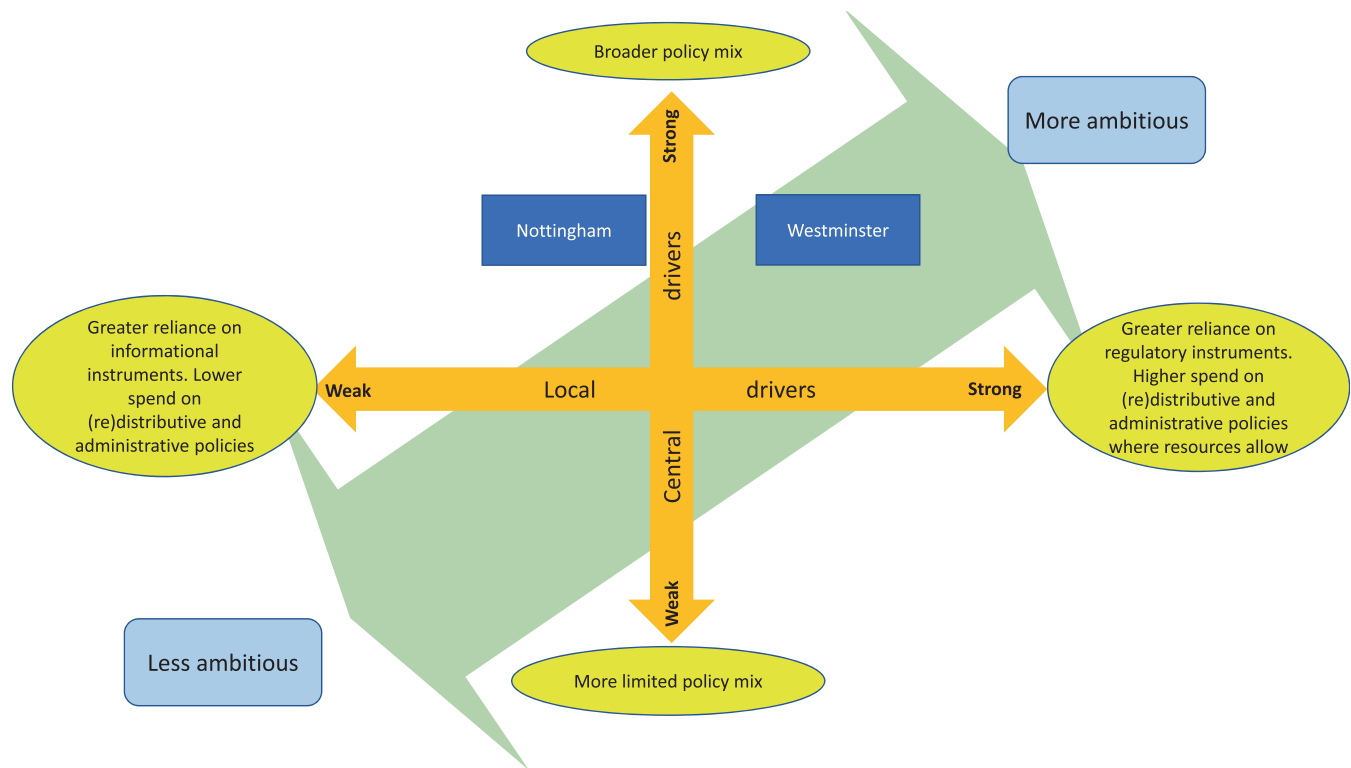 Broader policy mix
More ambitious
Strong
Nottingham
Westminster
drivers
Greater reliance on
informational
instruments. Lower
spend on
(re)distributive and
administrative policies
Weak
Local
drivers
Strong
Greater reliance on
regulatory instruments.
Higher spend on
(re)distributive and
administrative policies
where resources allow
Central
Weak
Less ambitious
More limited policy mix